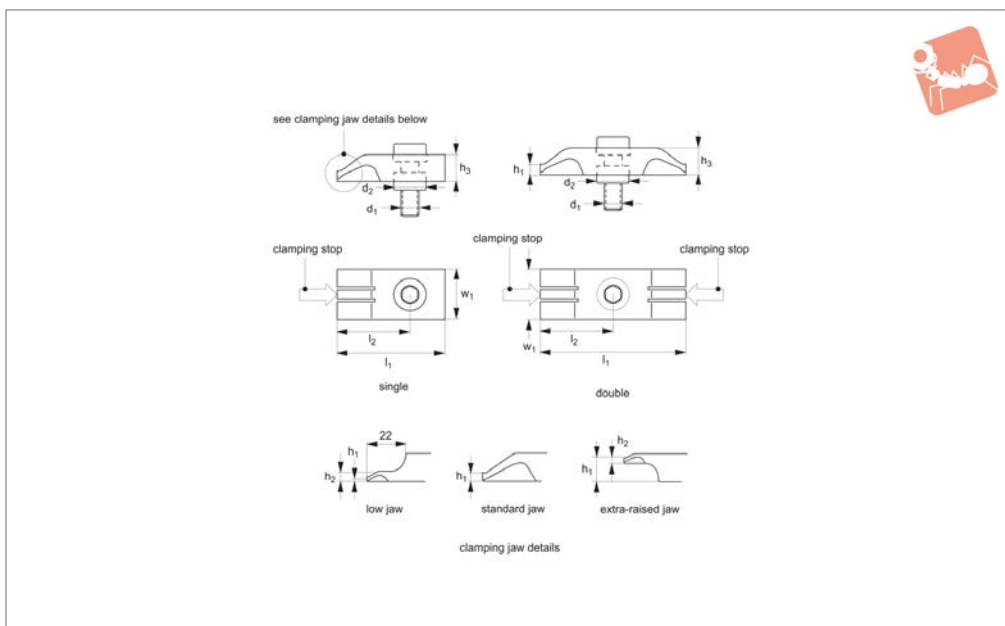 see clamping jaw details below
h₃
d₂
d₁
h₁
h₃
d₂
d₁
clamping stop
w₁
l₂
l₁
single
clamping stop
clamping stop
w₁
l₂
l₁
double
22
h₁
h₂
low jaw
h₁
standard jaw
h₂
h₁
extra-raised jaw
clamping jaw details